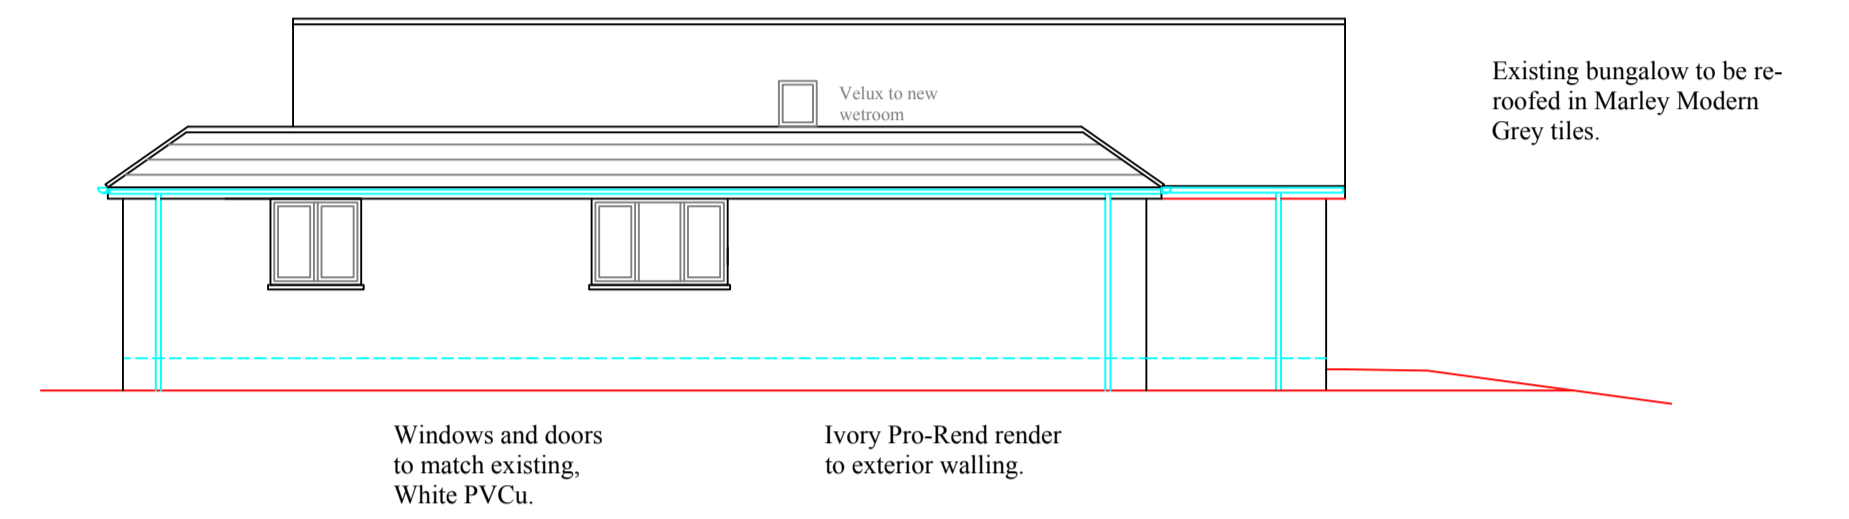 Velux to new
wetroom
Existing bungalow to be re-
roofed in Marley Modern
Grey tiles.
Windows and doors
to match existing,
White PVCu.
Ivory Pro-Rend render
to exterior walling.